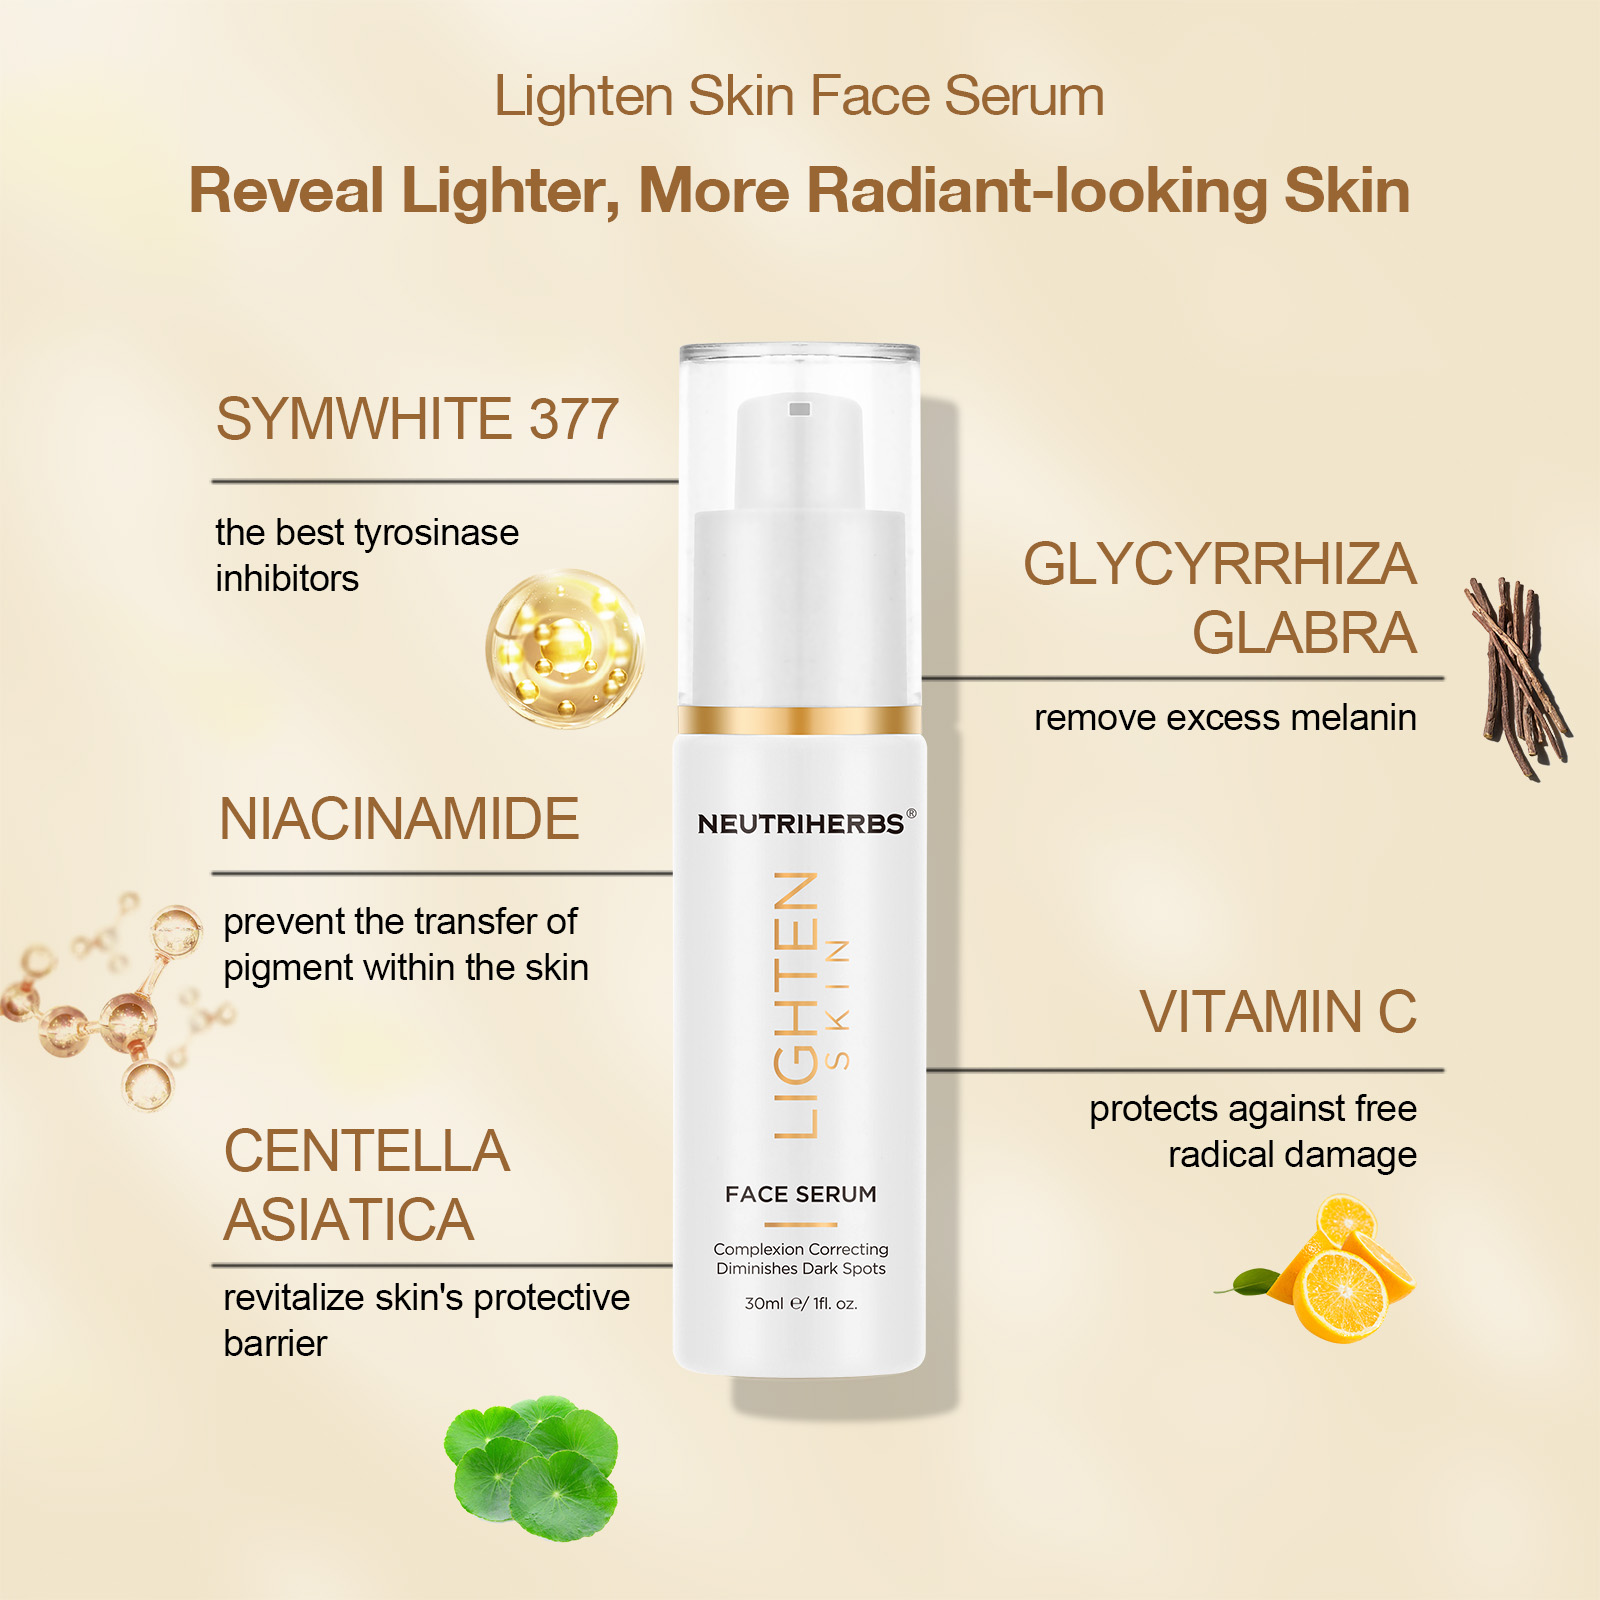 Lighten Skin Face Serum
Reveal Lighter, More Radiant-looking Skin
SYMWHITE 377
the best tyrosinase
inhibitors
GLYCYRRHIZA
GLABRA
remove excess melanin
NIACINAMIDE
prevent the transfer of
pigment within the skin
VITAMIN C
protects against free
radical damage
CENTELLA
ASIATICA
revitalize skin's protective
barrier
NEUTRIHERBS®
LIGHTEN
SKIN
FACE SERUM
Complexion Correcting
Diminishes Dark Spots
30ml ℮/ 1fl. oz.